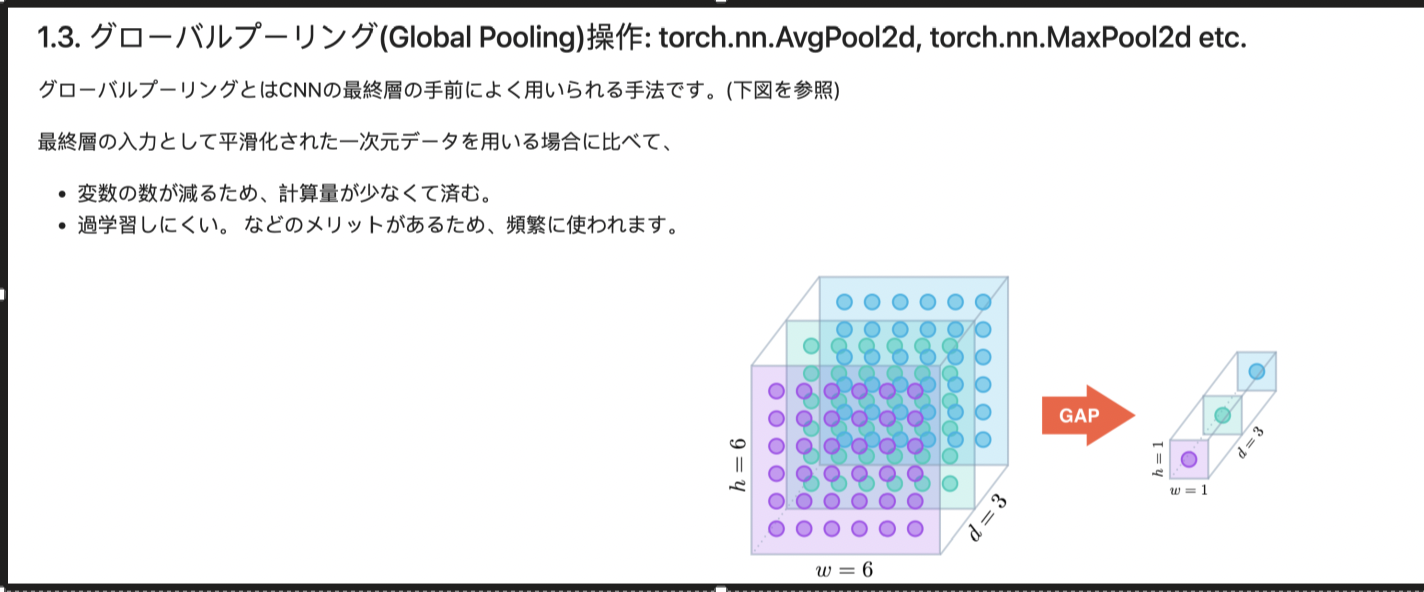 1.3. グローバルプーリング(Global Pooling)操作: torch.nn.AvgPool2d, torch.nn.MaxPool2d etc.
グローバルプーリングとはCNNの最終層の手前によく用いられる手法です。(下図を参照)
最終層の入力として平滑化された一次元データを用いる場合に比べて、
• 変数の数が減るため、計算量が少なくて済む。
• 過学習しにくい。 などのメリットがあるため、頻繁に使われます。
h = 6
w = 6
d = 3
GAP
h = 1
w = 1
d = 3